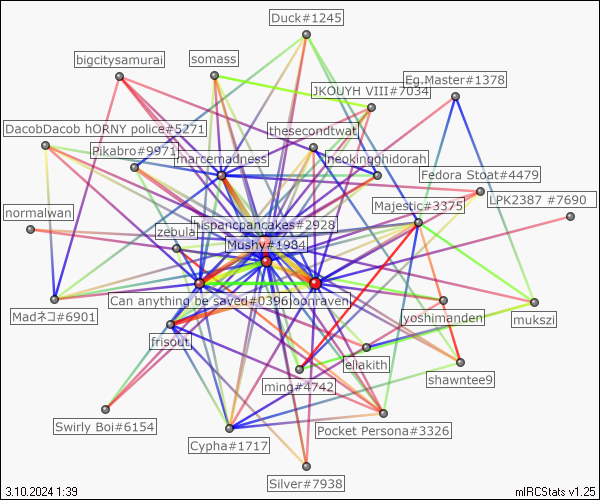 Duck#1245
bigcitysamurai
somass
Eg.Master#1378
JKOUYH VIII#7034
DacobDacob hORNY police#5271
thesecondtwat
Pikabro#9971
marcemadness
neokingghidorah
Fedora Stoat#4479
LPK2387 #7690
normalwan
Majestic#3375
hispanicpancakes#2928
zebula
Mushy#1984
Can anything be saved#0396
Madネコ#6901
mukszi
yoshimanden
frisout
ellakith
shawntee9
ming#4742
Swirly Boi#6154
Pocket Persona#3326
Cypha#1717
Silver#7938
3.10.2024 1:39
mIRCStats v1.25